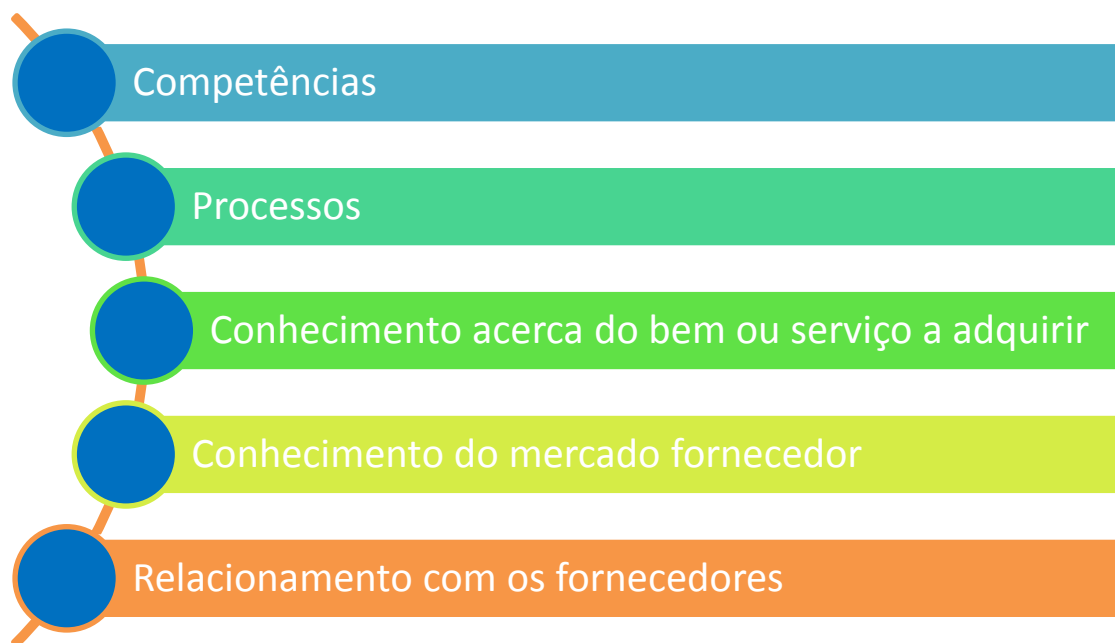 Competências
Processos
Conhecimento acerca do bem ou serviço a adquirir
Conhecimento do mercado fornecedor
Relacionamento com os fornecedores